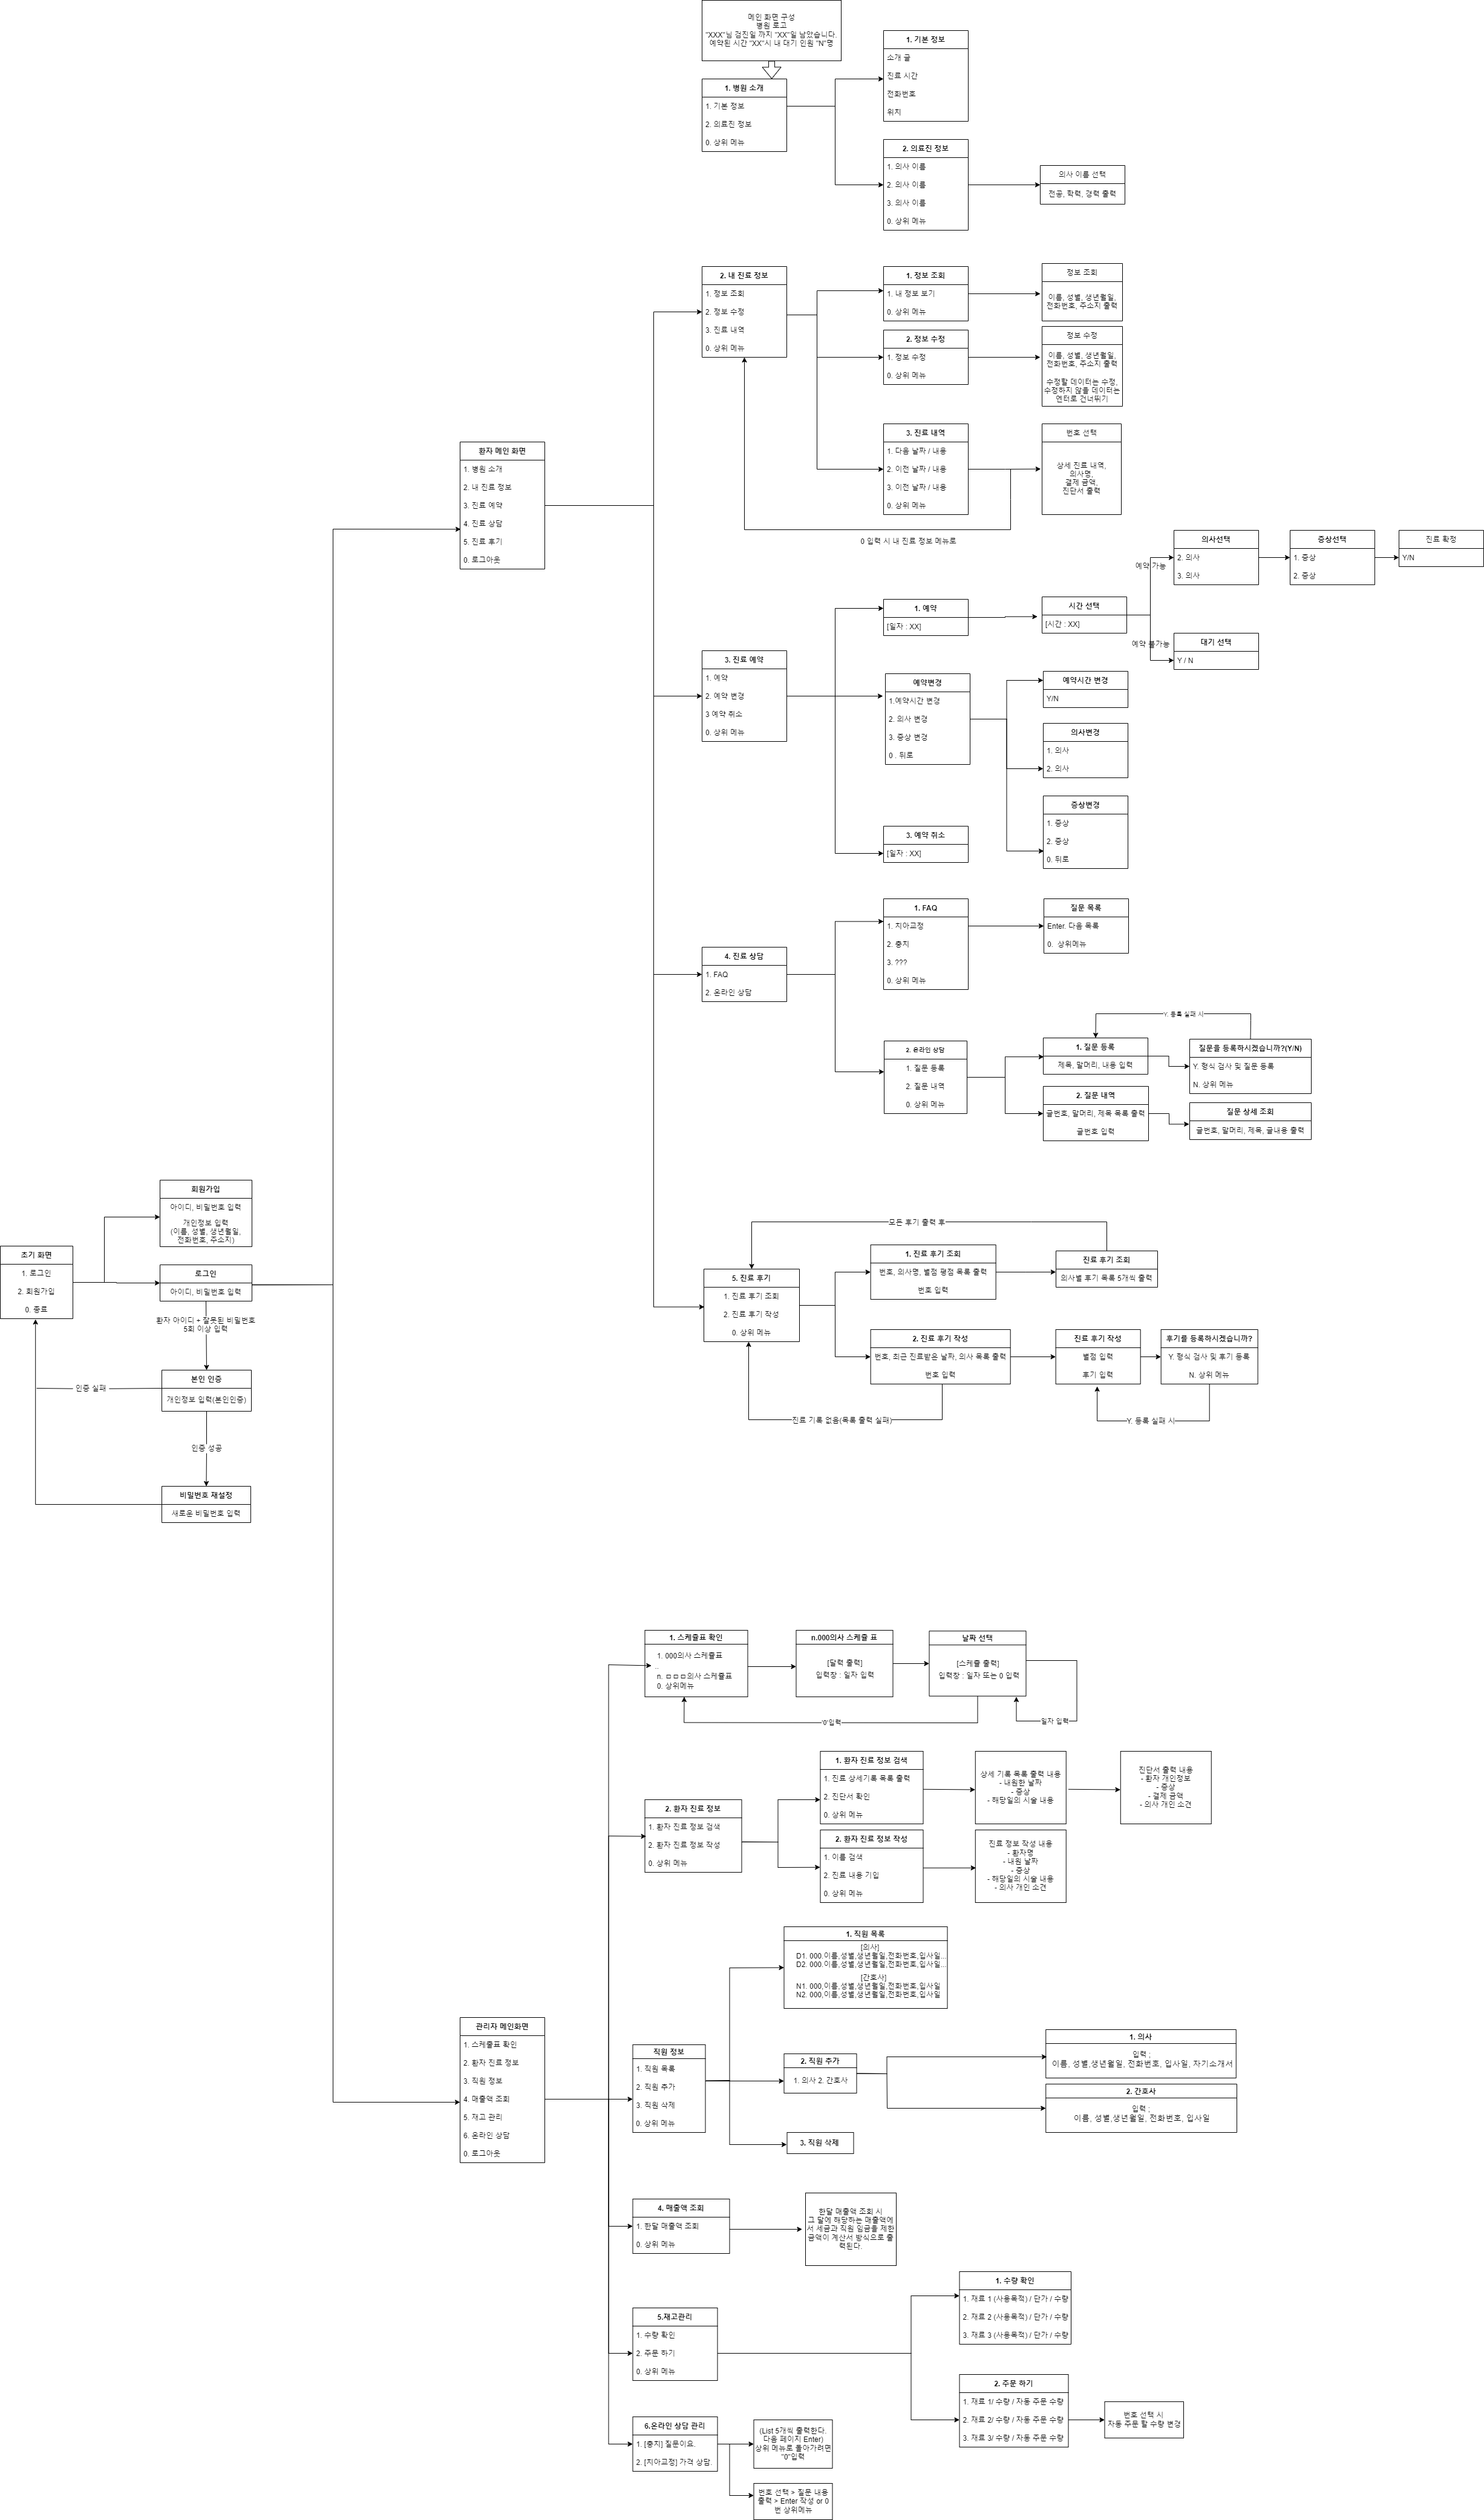 메인 화면 구성
병원 로고
"XXX"님 검진일 까지 "XX"일 남았습니다.
예약된 시간 "XX"시 내 대기 인원 "N"명
1. 병원 소개
1. 기본 정보
2. 의료진 정보
0. 상위 메뉴
1. 기본 정보
소개 글
진료 시간
전화번호
위치
2. 의료진 정보
1. 의사 이름
2. 의사 이름
3. 의사 이름
0. 상위 메뉴
의사 이름 선택
전공, 학력, 경력 출력
2. 내 진료 정보
1. 정보 조회
2. 정보 수정
3. 진료 내역
0. 상위 메뉴
1. 정보 조회
1. 내 정보 보기
0. 상위 메뉴
정보 조회
이름, 성별, 생년월일,
전화번호, 주소지 출력
2. 정보 수정
1. 정보 수정
0. 상위 메뉴
정보 수정
이름, 성별, 생년월일,
전화번호, 주소지 출력
수정할 데이터는 수정,
수정하지 않을 데이터는
엔터로 건너뛰기
3. 진료 내역
1. 다음 날짜 / 내용
2. 이전 날짜 / 내용
3. 이전 날짜 / 내용
0. 상위 메뉴
번호 선택
상세 진료 내역,
의사명,
결제 금액,
진단서 출력
0 입력 시 내 진료 정보 메뉴로
환자 메인 화면
1. 병원 소개
2. 내 진료 정보
3. 진료 예약
4. 진료 상담
5. 진료 후기
0. 로그아웃
3. 진료 예약
1. 예약
2. 예약 변경
3 예약 취소
0. 상위 메뉴
1. 예약
[일자 : XX]
시간 선택
[시간 : XX]
예약 가능
의사선택
2. 의사
3. 의사
증상선택
1. 증상
2. 증상
진료 확정
Y/N
예약 불가능
대기 선택
Y / N
예약변경
1.예약시간 변경
2. 의사 변경
3. 증상 변경
0 . 뒤로
예약시간 변경
Y/N
의사변경
1. 의사
2. 의사
증상변경
1. 증상
2. 증상
0. 뒤로
3. 예약 취소
[일자 : XX]
4. 진료 상담
1. FAQ
2. 온라인 상담
1. FAQ
1. 치아교정
2. 충치
3. ???
0. 상위 메뉴
질문 목록
Enter. 다음 목록
0. 상위메뉴
2. 온라인 상담
1. 질문 등록
2. 질문 내역
0. 상위 메뉴
Y. 등록 실패 시
1. 질문 등록
제목, 말머리, 내용 입력
질문을 등록하시겠습니까?(Y/N)
Y. 형식 검사 및 질문 등록
N. 상위 메뉴
2. 질문 내역
글번호, 말머리, 제목 목록 출력
글번호 입력
질문 상세 조회
글번호, 말머리, 제목, 글내용 출력
초기 화면
1. 로그인
2. 회원가입
0. 종료
회원가입
아이디, 비밀번호 입력
개인정보 입력
(이름, 성별, 생년월일,
전화번호, 주소지)
로그인
아이디, 비밀번호 입력
환자 아이디 + 잘못된 비밀번호
5회 이상 입력
본인 인증
개인정보 입력(본인인증)
인증 실패
인증 성공
비밀번호 재설정
새로운 비밀번호 입력
모든 후기 출력 후
5. 진료 후기
1. 진료 후기 조회
2. 진료 후기 작성
0. 상위 메뉴
1. 진료 후기 조회
번호, 의사명, 별점 평점 목록 출력
번호 입력
진료 후기 조회
의사별 후기 목록 5개씩 출력
2. 진료 후기 작성
번호, 최근 진료받은 날짜, 의사 목록 출력
번호 입력
진료 후기 작성
별점 입력
후기 입력
후기를 등록하시겠습니까?
Y. 형식 검사 및 후기 등록
N. 상위 메뉴
진료 기록 없음(목록 출력 실패)
Y. 등록 실패 시
1. 스케쥴표 확인
1. 000의사 스케쥴표
..
n. ㅁㅁㅁ의사 스케쥴표
0. 상위메뉴
n.000의사 스케쥴 표
[달력 출력]
입력창 : 일자 입력
날짜 선택
[스케쥴 출력]
입력창 : 일자 또는 0 입력
'0'입력
일자 입력
2. 환자 진료 정보
1. 환자 진료 정보 검색
2. 환자 진료 정보 작성
0. 상위 메뉴
1. 환자 진료 정보 검색
1. 진료 상세기록 목록 출력
2. 진단서 확인
0. 상위 메뉴
상세 기록 목록 출력 내용
- 내원한 날짜
- 증상
- 해당일의 시술 내용
진단서 출력 내용
- 환자 개인정보
- 증상
- 결제 금액
- 의사 개인 소견
2. 환자 진료 정보 작성
1. 이름 검색
2. 진료 내용 기입
0. 상위 메뉴
진료 정보 작성 내용
- 환자명
- 내원 날짜
- 증상
- 해당일의 시술 내용
- 의사 개인 소견
관리자 메인화면
1. 스케쥴표 확인
2. 환자 진료 정보
3. 직원 정보
4. 매출액 조회
5. 재고 관리
6. 온라인 상담
0. 로그아웃
직원 정보
1. 직원 목록
2. 직원 추가
3. 직원 삭제
0. 상위 메뉴
1. 직원 목록
[의사]
D1. 000,이름,성별,생년월일,전화번호,입사일...
D2. 000,이름,성별,생년월일,전화번호,입사일...
[간호사]
N1. 000,이름,성별,생년월일,전화번호,입사일
N2. 000,이름,성별,생년월일,전화번호,입사일
2. 직원 추가
1. 의사 2. 간호사
1. 의사
입력 ;
이름, 성별,생년월일, 전화번호, 입사일, 자기소개서
2. 간호사
입력 ;
이름, 성별,생년월일, 전화번호, 입사일
3. 직원 삭제
4. 매출액 조회
1. 한달 매출액 조회
0. 상위 메뉴
한달 매출액 조회 시
그 달에 해당하는 매출액에
서 세금과 직원 임금을 제한
금액이 계산서 방식으로 출
력된다.
5.재고관리
1. 수량 확인
2. 주문 하기
0. 상위 메뉴
1. 수량 확인
1. 재료 1 (사용목적) / 단가 / 수량
2. 재료 2 (사용목적) / 단가 / 수량
3. 재료 3 (사용목적) / 단가 / 수량
2. 주문 하기
1. 재료 1/ 수량 / 자동 주문 수량
2. 재료 2/ 수량 / 자동 주문 수량
3. 재료 3/ 수량 / 자동 주문 수량
번호 선택 시
자동 주문 할 수량 변경
6.온라인 상담 관리
1. [충치] 질문이요.
2. [치아교정] 가격 상담.
(List 5개씩 출력한다.
다음 페이지 Enter)
상위 메뉴로 돌아가려면
"0"입력
번호 선택 > 질문 내용
출력 > Enter 작성 or 0
번 상위메뉴